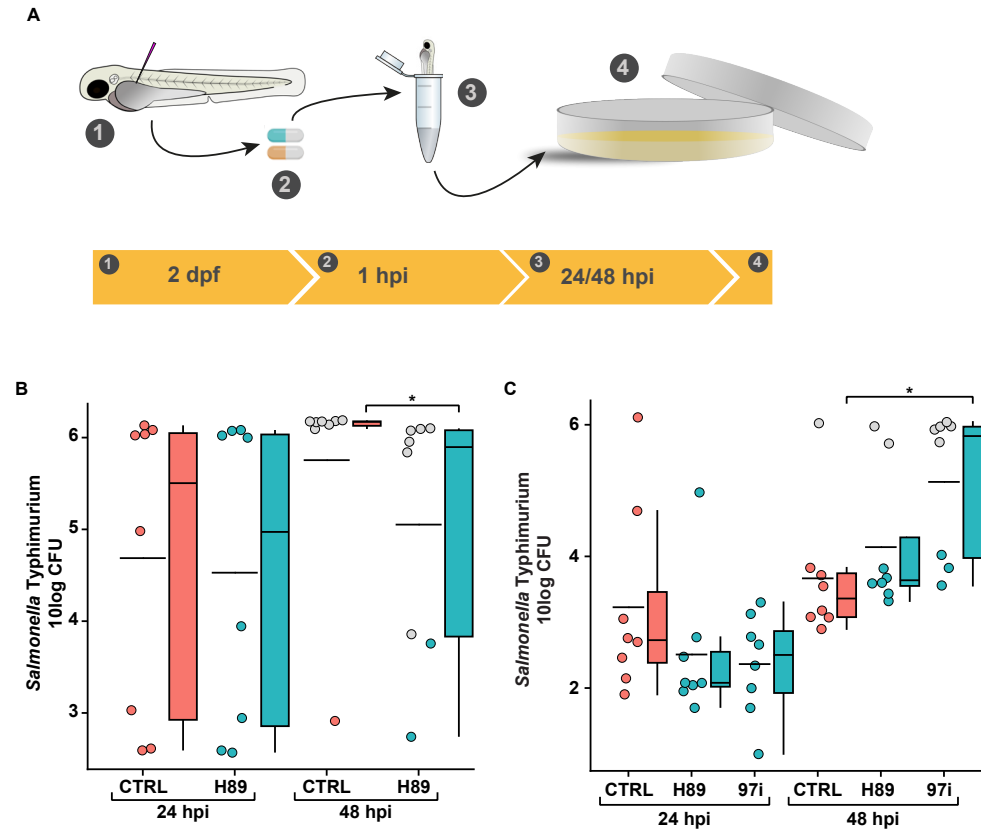 A
1
2
3
4
1
2 dpf
2
1 hpi
3
24/48 hpi
4
B
Salmonella Typhimurium
10log CFU
6
5
4
3
*
CTRL H89 CTRL H89
24 hpi 48 hpi
C
Salmonella Typhimurium
10log CFU
6
4
2
*
CTRL H89 97i CTRL H89 97i
24 hpi 48 hpi